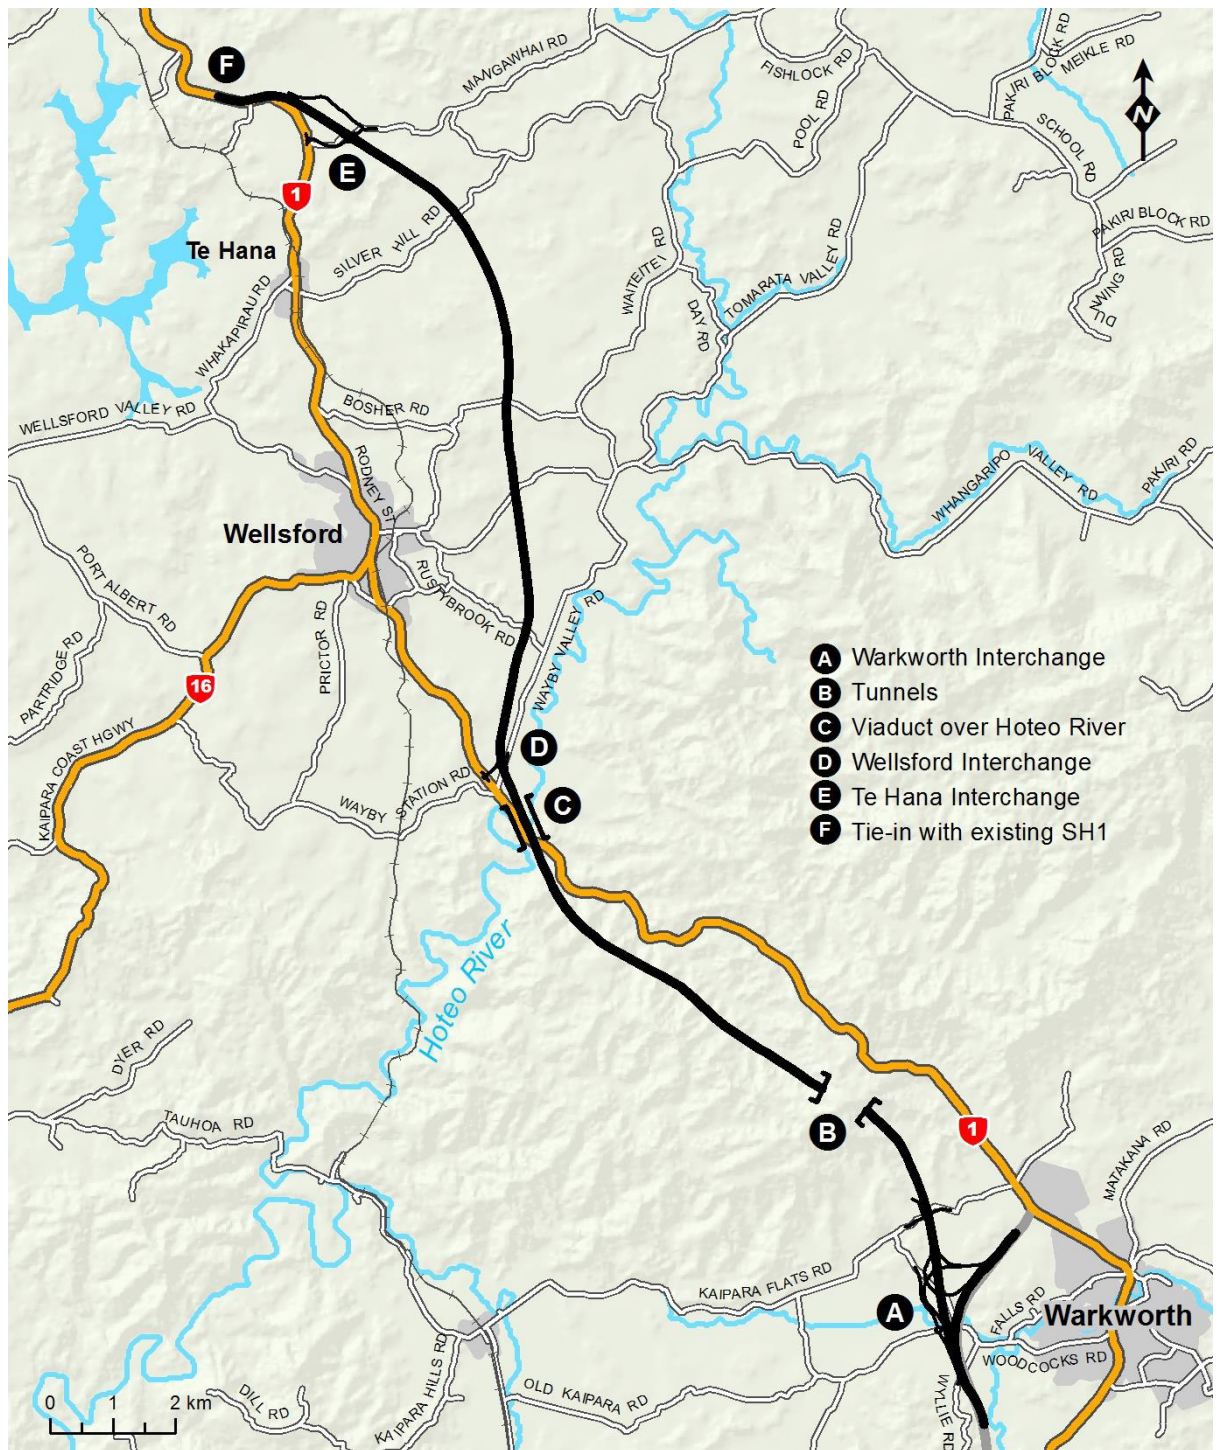 F
MANGAWHAI RD
FISHLOCK RD
PAKIRI BLOCK RD
MEIKLE RD
N
POOL RD
SCHOOL RD
E
1
PAKIRI BLOCK RD
Te Hana
SILVER HILL RD
WAITEITEI RD
TOMARATA VALLEY RD
DUNNING RD
DAY RD
WHAKAPIRAU RD
WELLSFORD VALLEY RD
BOSHER RD
RODNEY ST
WHANGARIPO VALLEY RD
PAKIRI RD
Wellsford
PORT ALBERT RD
RUSTYBROOK RD
PARTRIDGE RD
PRICTOR RD
WAYBY VALLEY RD
16
KAIPARA COAST HGWY
A Warkworth Interchange
B Tunnels
C Viaduct over Hoteo River
D Wellsford Interchange
E Te Hana Interchange
F Tie-in with existing SH1
D
WAYBY STATION RD
C
Hoteo River
DYER RD
TAUHOA RD
B
1
MATAKANA RD
KAIPARA FLATS RD
A
FALLS RD
Warkworth
WOODCOCKS RD
WYLLIE RD
OLD KAIPARA RD
KAIPARA HILLS RD
DILL RD
0 1 2 km